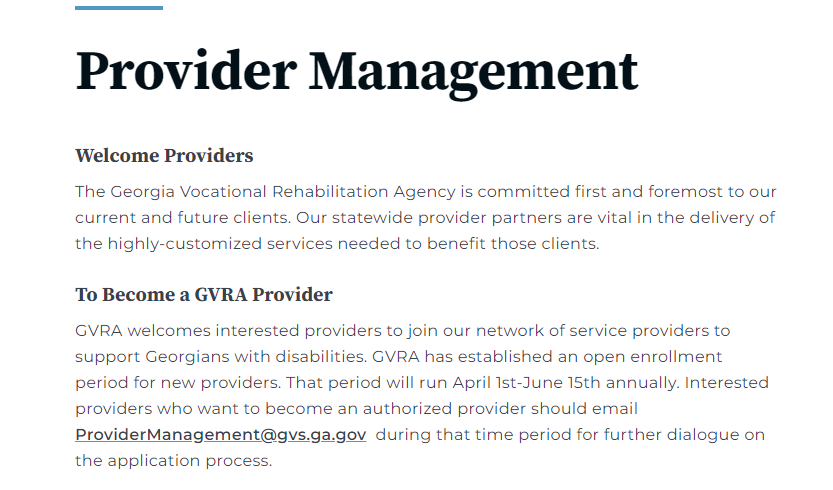 Provider Management
Welcome Providers
The Georgia Vocational Rehabilitation Agency is committed first and foremost to our
current and future clients. Our statewide provider partners are vital in the delivery of
the highly-customized services needed to benefit those clients.
To Become a GVRA Provider
GVRA welcomes interested providers to join our network of service providers to
support Georgians with disabilities. GVRA has established an open enrollment
period for new providers. That period will run April 1st-June 15th annually. Interested
providers who want to become an authorized provider should email
ProviderManagement@gvs.ga.gov during that time period for further dialogue on
the application process.